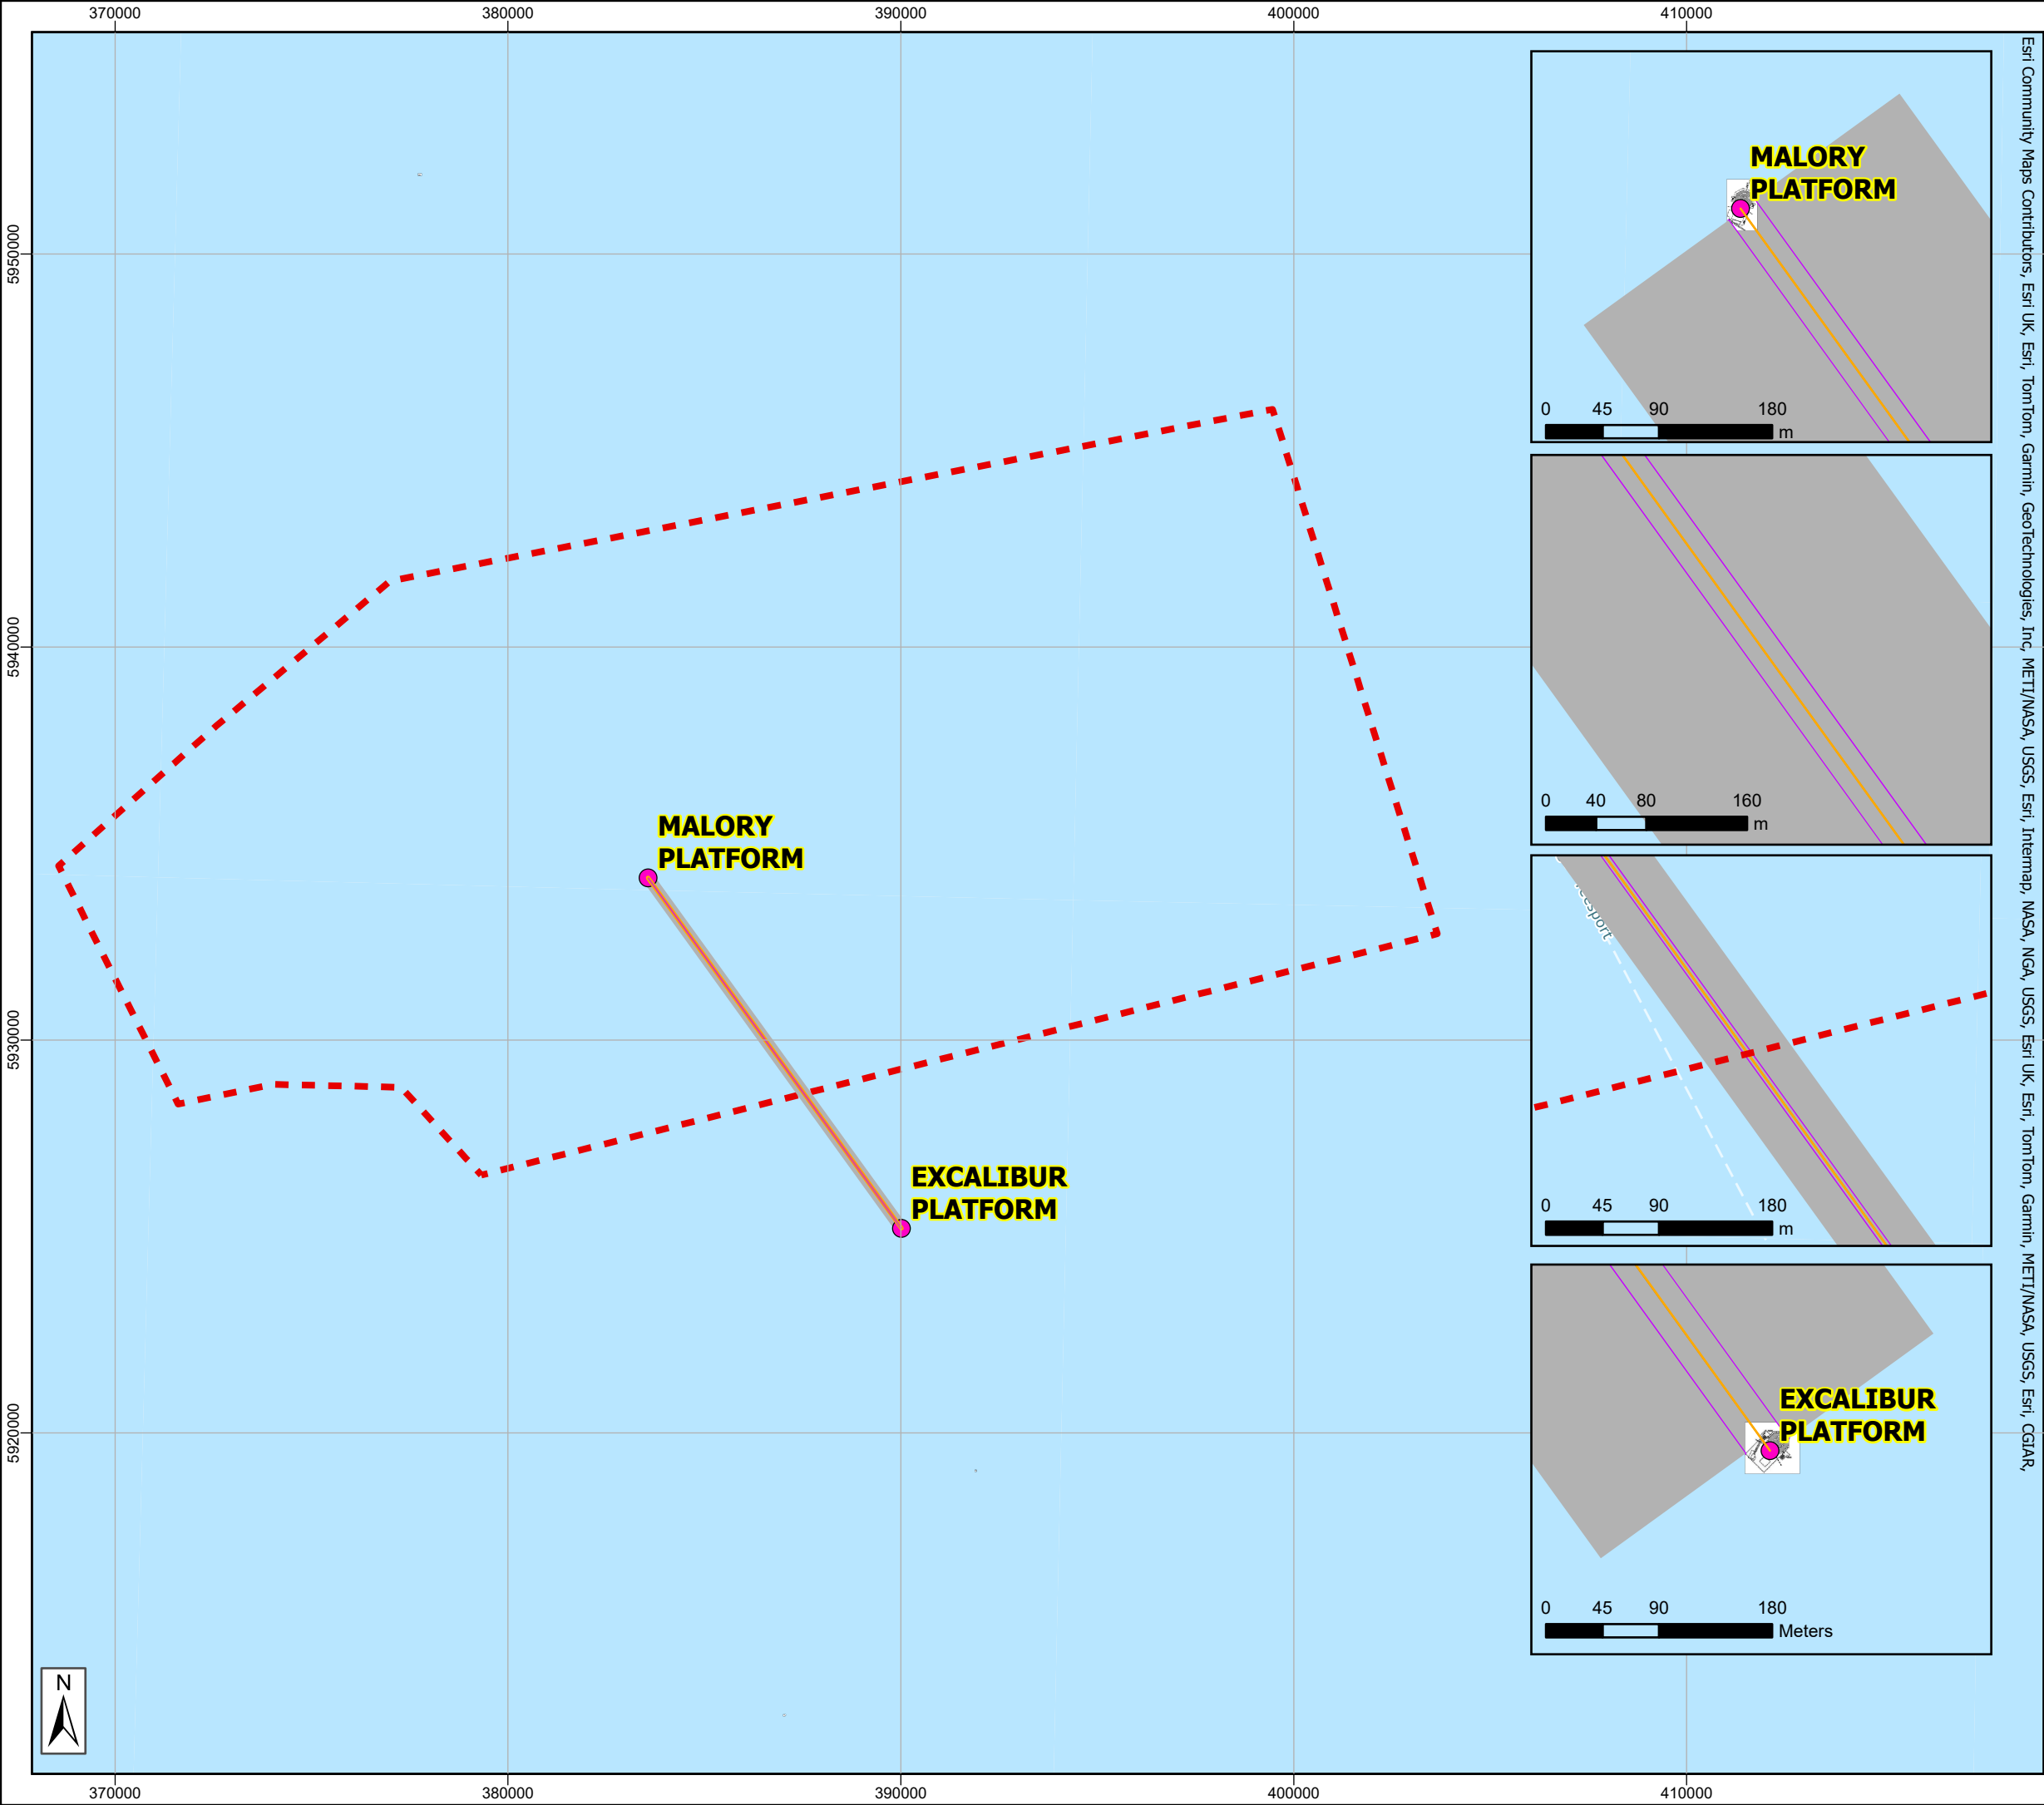 370000
380000
390000
400000
410000
5950000
5940000
5930000
5920000
MALORY
PLATFORM
EXCALIBUR
PLATFORM
N
MALORY
PLATFORM
0 45 90 180
m
0 40 80 160
m
esport
0 45 90 180
m
EXCALIBUR
PLATFORM
0 45 90 180
Meters
Esri Community Maps Contributors, Esri UK, Esri, TomTom, Garmin, GeoTechnologies, Inc, METI/NASA, USGS, Esri, Intermap, NASA, NGA, USGS, Esri UK, Esri, TomTom, Garmin, METI/NASA, USGS, Esri, CGIAR,
370000
380000
390000
400000
410000